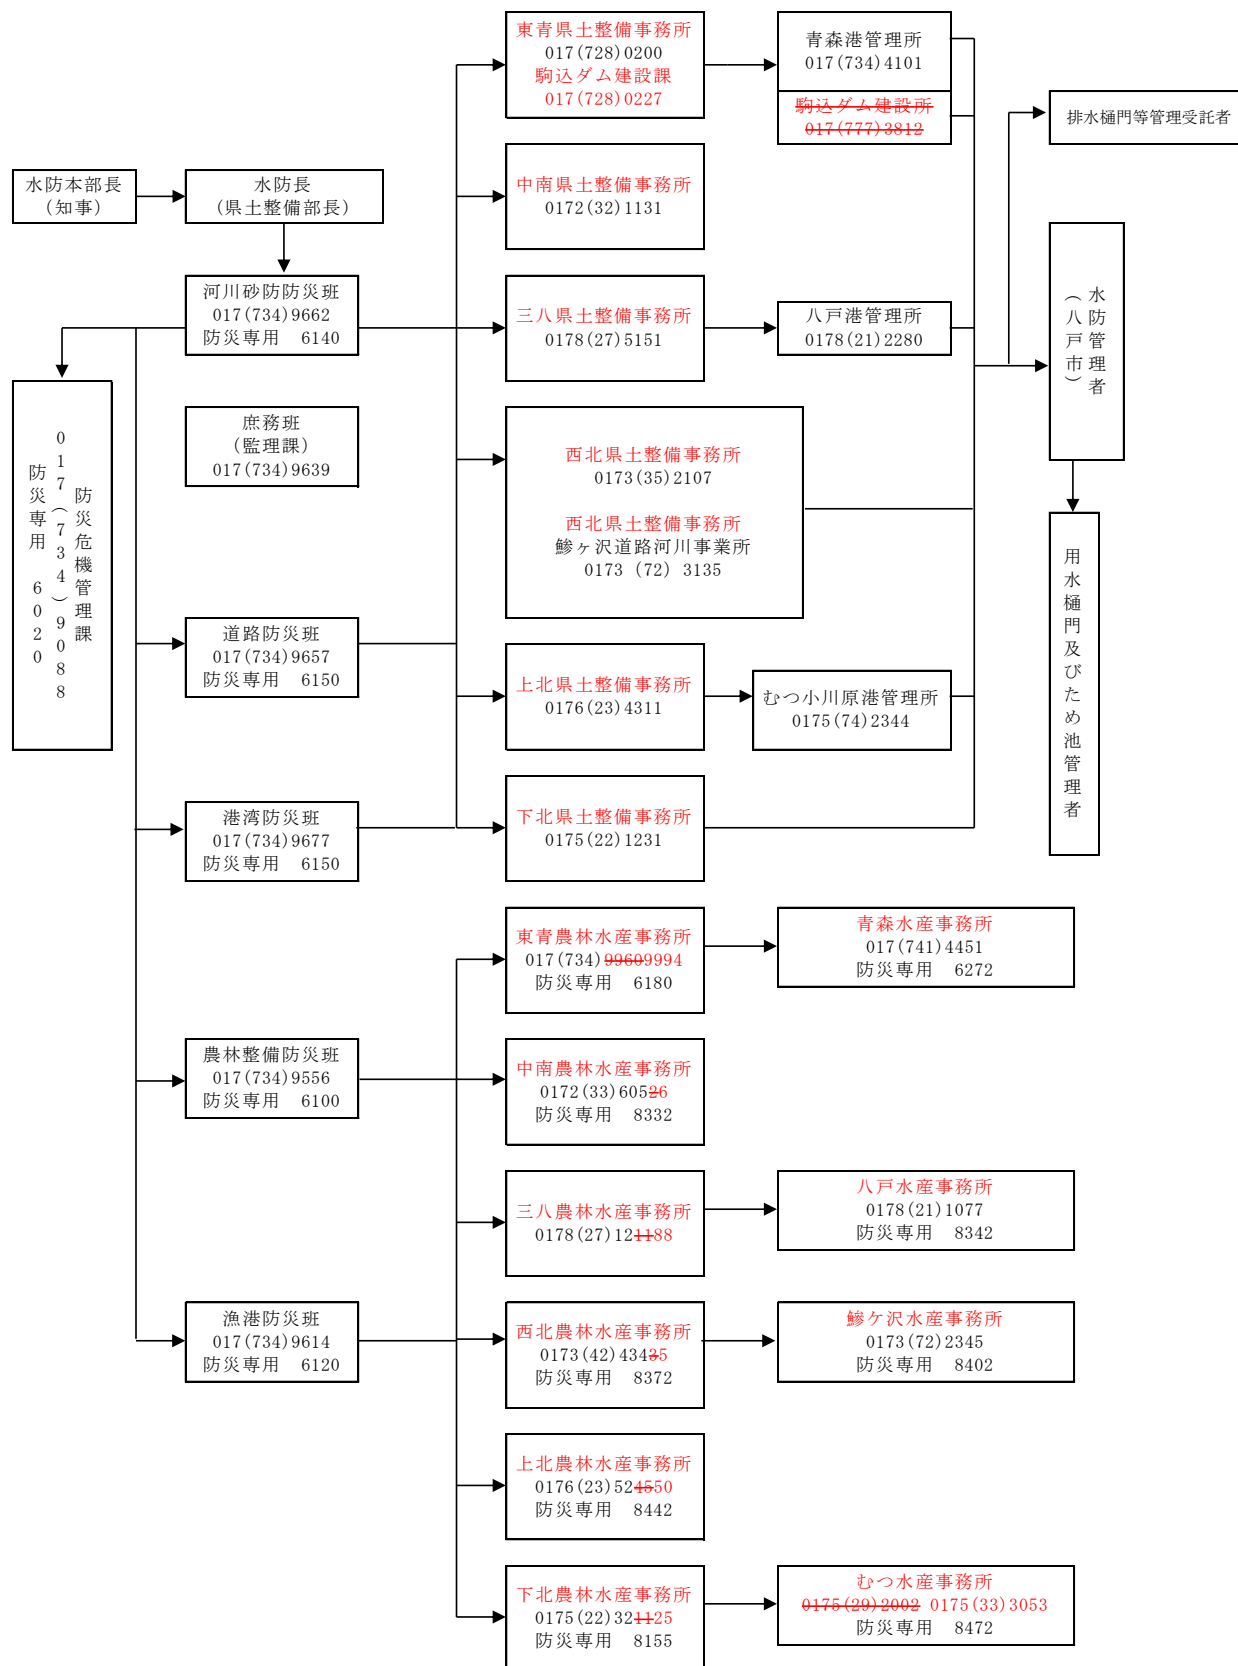 東青県土整備事務所
017(728)0200
駒込ダム建設課
017(728)0227
青森港管理所
017(734)4101
駒込ダム建設所
017(777)3812
排水樋門等管理受託者
水防本部長
(知事)
水防長
(県土整備部長)
中南県土整備事務所
0172(32)1131
河川砂防防災班
017(734)9662
防災専用　6140
三八県土整備事務所
0178(27)5151
八戸港管理所
0178(21)2280
水防管理者
(八戸市)
防災危機管理課
017(734)9088
防災専用　6020
庶務班
(監理課)
017(734)9639
西北県土整備事務所
0173(35)2107
西北県土整備事務所
鰺ヶ沢道路河川事業所
0173 (72) 3135
用水樋門及びため池管理者
道路防災班
017(734)9657
防災専用　6150
上北県土整備事務所
0176(23)4311
むつ小川原港管理所
0175(74)2344
港湾防災班
017(734)9677
防災専用　6150
下北県土整備事務所
0175(22)1231
東青農林水産事務所
017(734)99609994
防災専用　6180
青森水産事務所
017(741)4451
防災専用　6272
農林整備防災班
017(734)9556
防災専用　6100
中南農林水産事務所
0172(33)60526
防災専用　8332
三八農林水産事務所
0178(27)121188
八戸水産事務所
0178(21)1077
防災専用　8342
漁港防災班
017(734)9614
防災専用　6120
西北農林水産事務所
0173(42)43435
防災専用　8372
鰺ケ沢水産事務所
0173(72)2345
防災専用　8402
上北農林水産事務所
0176(23)524550
防災専用　8442
下北農林水産事務所
0175(22)321125
防災専用　8155
むつ水産事務所
0175(29)2002 0175(33)3053
防災専用　8472